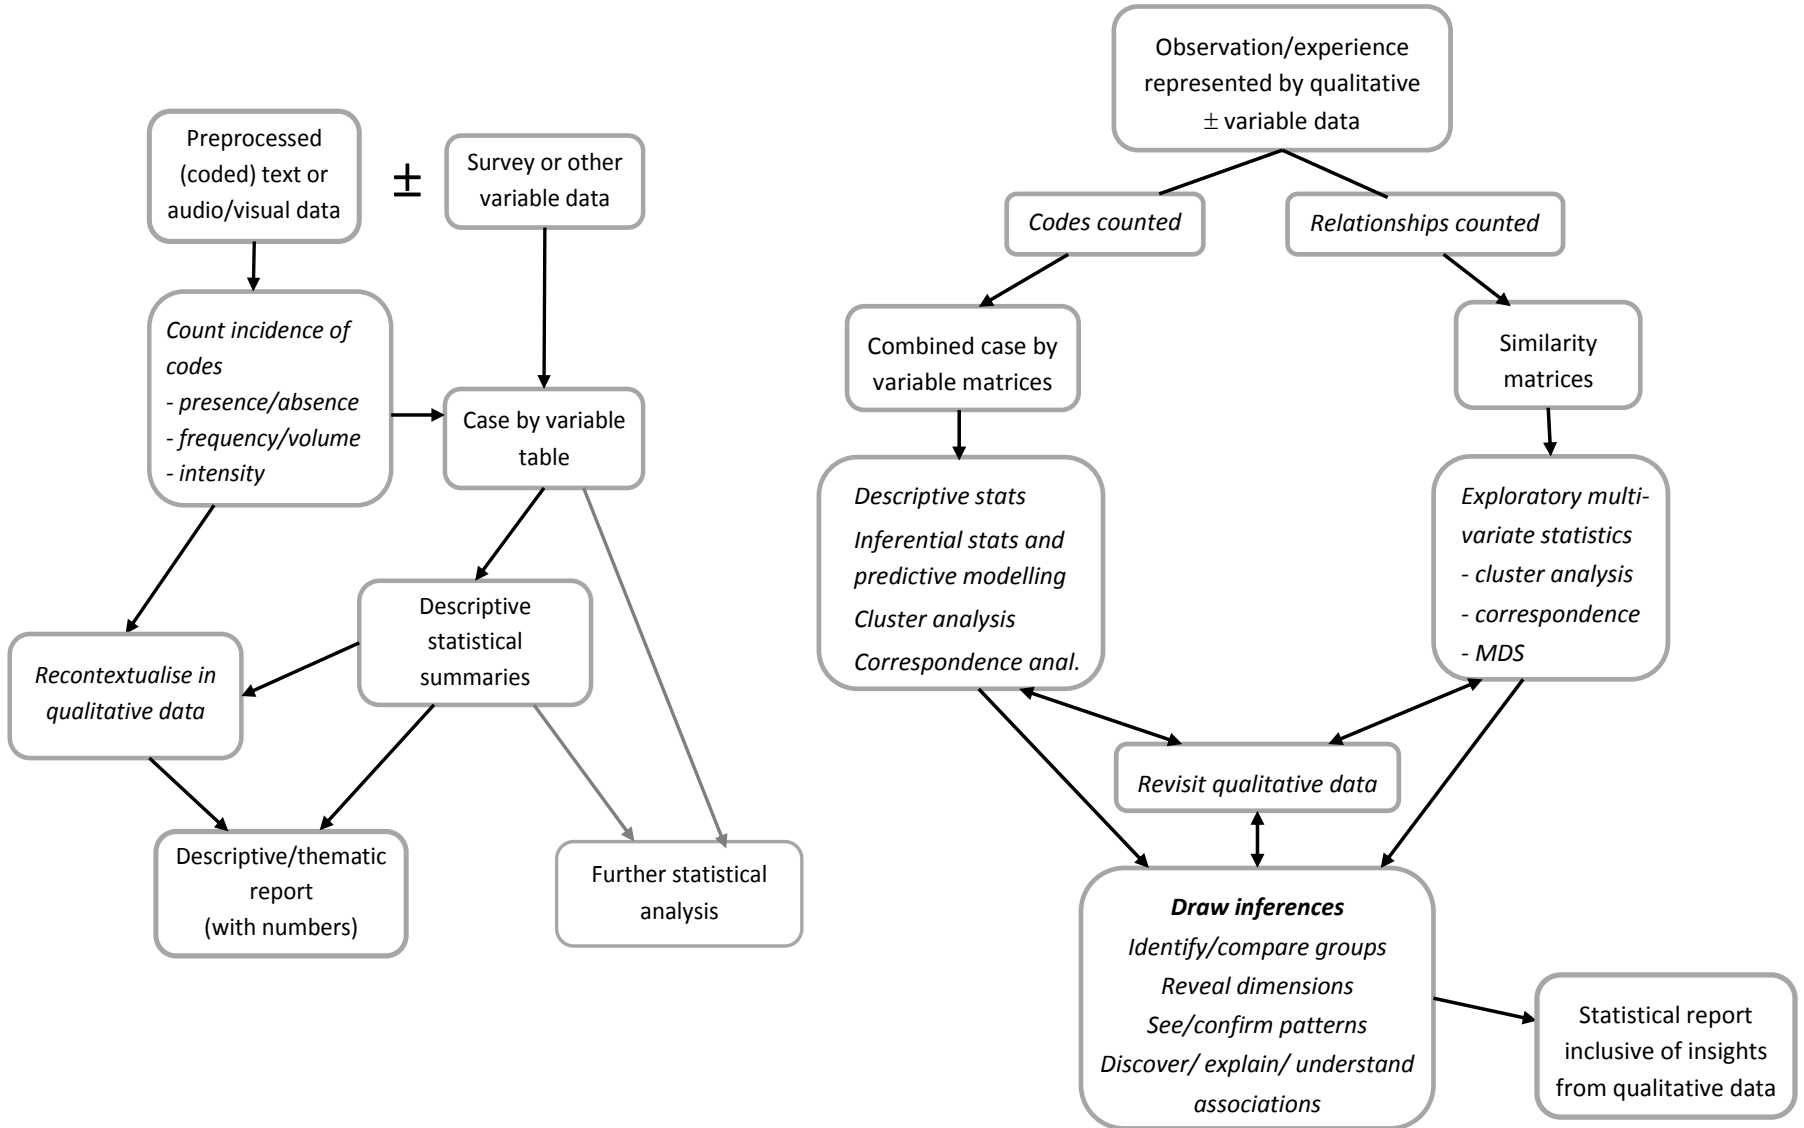 Preprocessed
(coded) text or
audio/visual data
±
Survey or other
variable data
Count incidence of
codes
- presence/absence
- frequency/volume
- intensity
Case by variable
table
Descriptive
statistical
summaries
Recontextualise in
qualitative data
Descriptive/thematic
report
(with numbers)
Further statistical
analysis
Observation/experience
represented by qualitative
± variable data
Codes counted
Relationships counted
Combined case by
variable matrices
Similarity
matrices
Descriptive stats
Inferential stats and
predictive modelling
Cluster analysis
Correspondence anal.
Exploratory multi-
variate statistics
- cluster analysis
- correspondence
- MDS
Revisit qualitative data
Draw inferences
Identify/compare groups
Reveal dimensions
See/confirm patterns
Discover/ explain/ understand
associations
Statistical report
inclusive of insights
from qualitative data